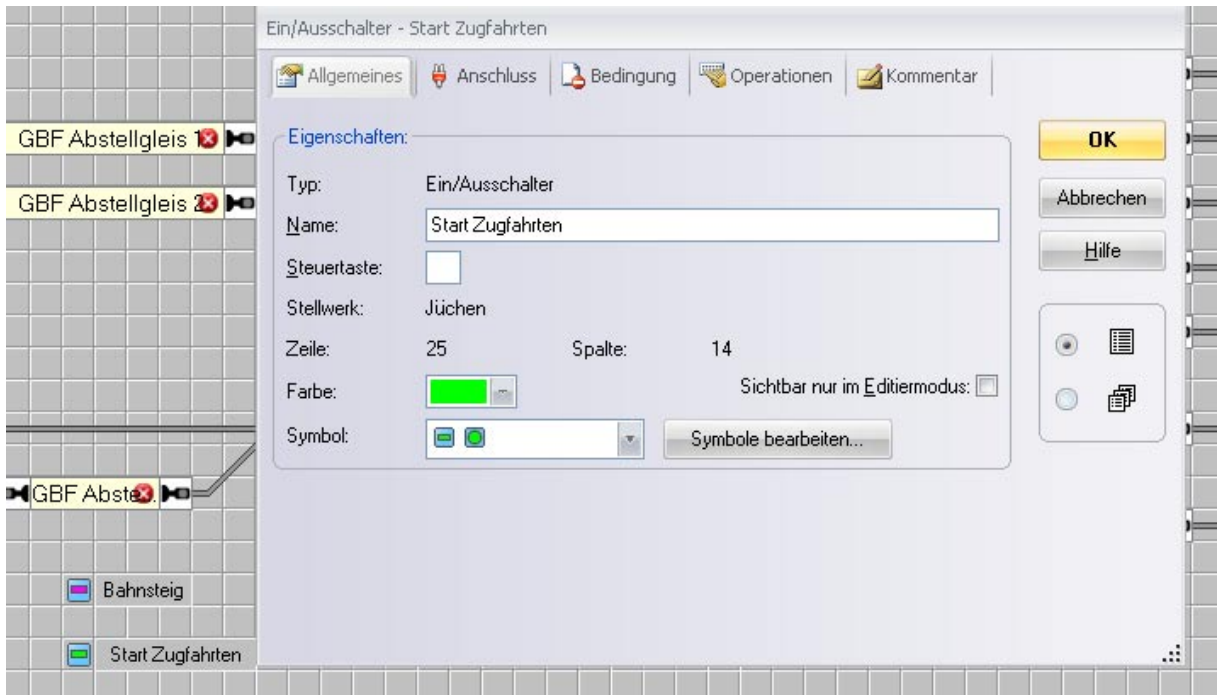 Ein/Ausschalter - Start Zugfahrten
Allgemeines Anschluss Bedingung Operationen Kommentar
GBF Abstellgleis 1
GBF Abstellgleis 2
GBF Abste
Bahnsteig
Start Zugfahrten
Eigenschaften:
Typ: Ein/Ausschalter
Name: Start Zugfahrten
Steuertaste:
Stellwerk: Jüchen
Zeile: 25 Spalte: 14
Farbe: Sichtbar nur im Editiermodus:
Symbol: Symbole bearbeiten...
OK
Abbrechen
Hilfe